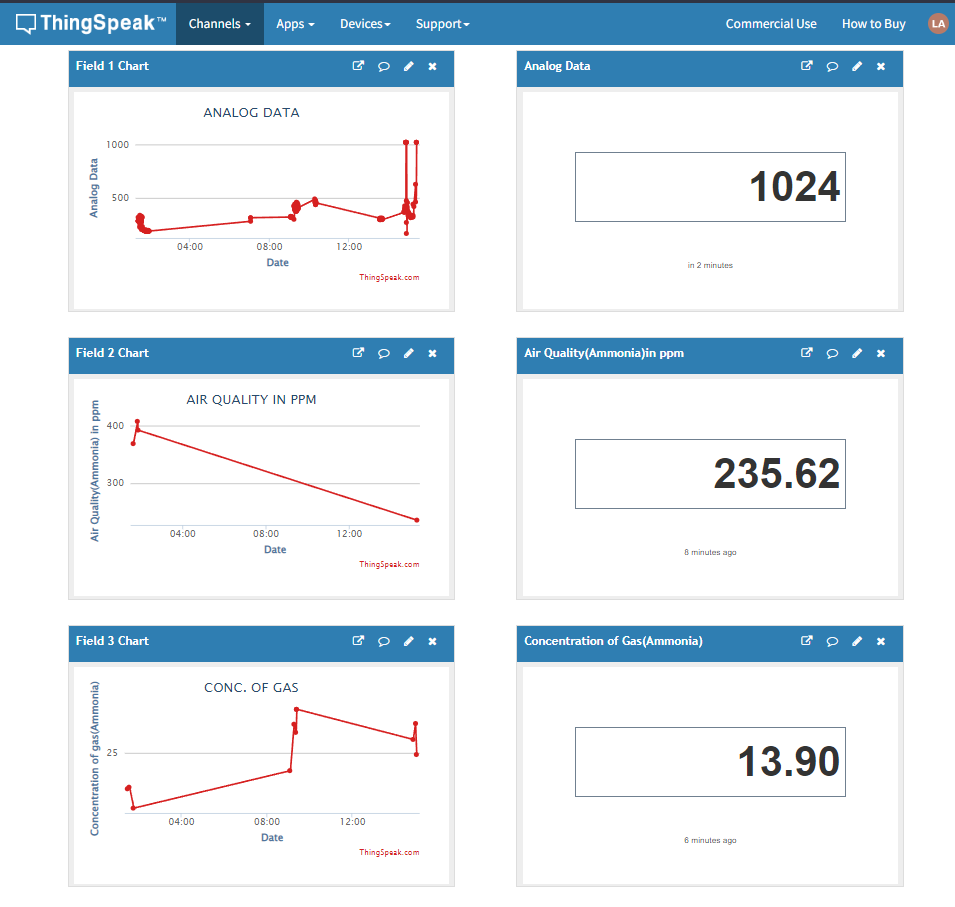 ThingSpeak™ Channels Apps Devices Support Commercial Use How to Buy LA
Field 1 Chart
ANALOG DATA
Analog Data
1000
500
04:00 08:00 12:00
Date
ThingSpeak.com
Analog Data
1024
in 2 minutes
Field 2 Chart
AIR QUALITY IN PPM
Air Quality(Ammonia) in ppm
400
300
04:00 08:00 12:00
Date
ThingSpeak.com
Air Quality(Ammonia)in ppm
235.62
8 minutes ago
Field 3 Chart
CONC. OF GAS
Concentration of gas(Ammonia)
25
04:00 08:00 12:00
Date
ThingSpeak.com
Concentration of Gas(Ammonia)
13.90
6 minutes ago